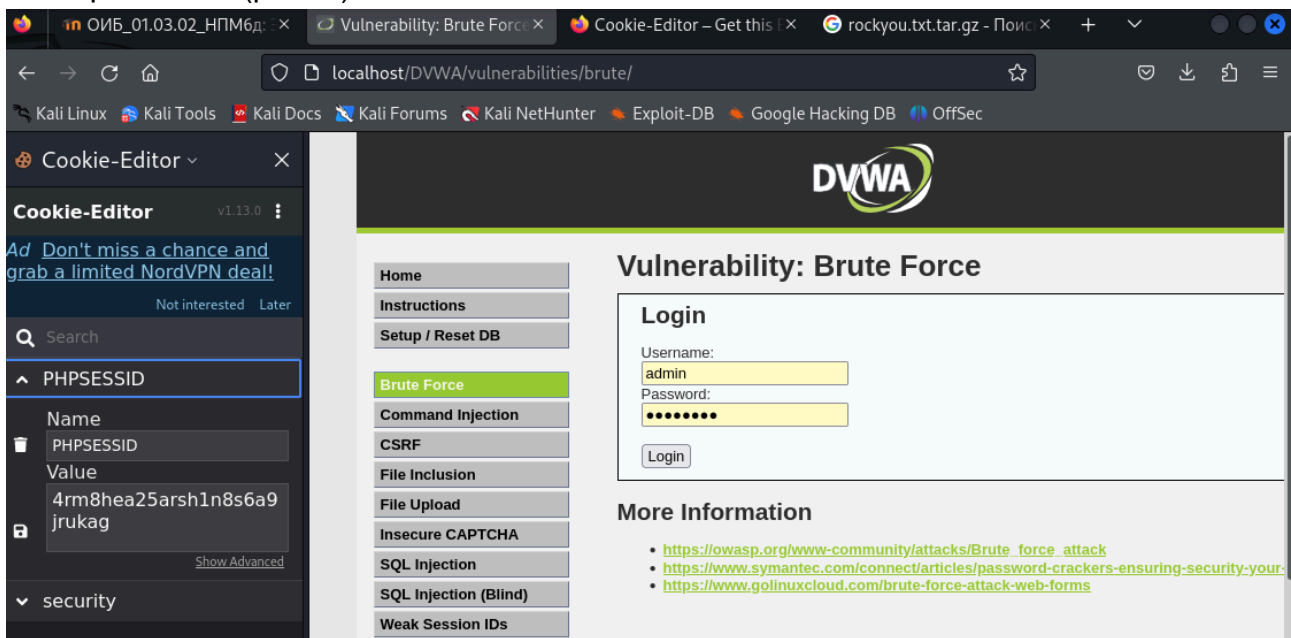 ОИБ_01.03.02_НПМбд:
Vulnerability: Brute Force
Cookie-Editor – Get this
rockyou.txt.tar.gz - Поис
localhost/DVWA/vulnerabilities/brute/
Kali Linux Kali Tools Kali Docs Kali Forums Kali NetHunter Exploit-DB Google Hacking DB OffSec
Cookie-Editor
Cookie-Editor v1.13.0
Ad Don't miss a chance and
grab a limited NordVPN deal!
Not interested Later
Search
PHPSESSID
Name
PHPSESSID
Value
4rm8hea25arsh1n8s6a9
jrukag
Show Advanced
security
DVWA
Home
Instructions
Setup / Reset DB
Brute Force
Command Injection
CSRF
File Inclusion
File Upload
Insecure CAPTCHA
SQL Injection
SQL Injection (Blind)
Weak Session IDs
Vulnerability: Brute Force
Login
Username:
admin
Password:
••••••••
Login
More Information
https://owasp.org/www-community/attacks/Brute_force_attack
https://www.symantec.com/connect/articles/password-crackers-ensuring-security-your-
https://www.golinuxcloud.com/brute-force-attack-web-forms